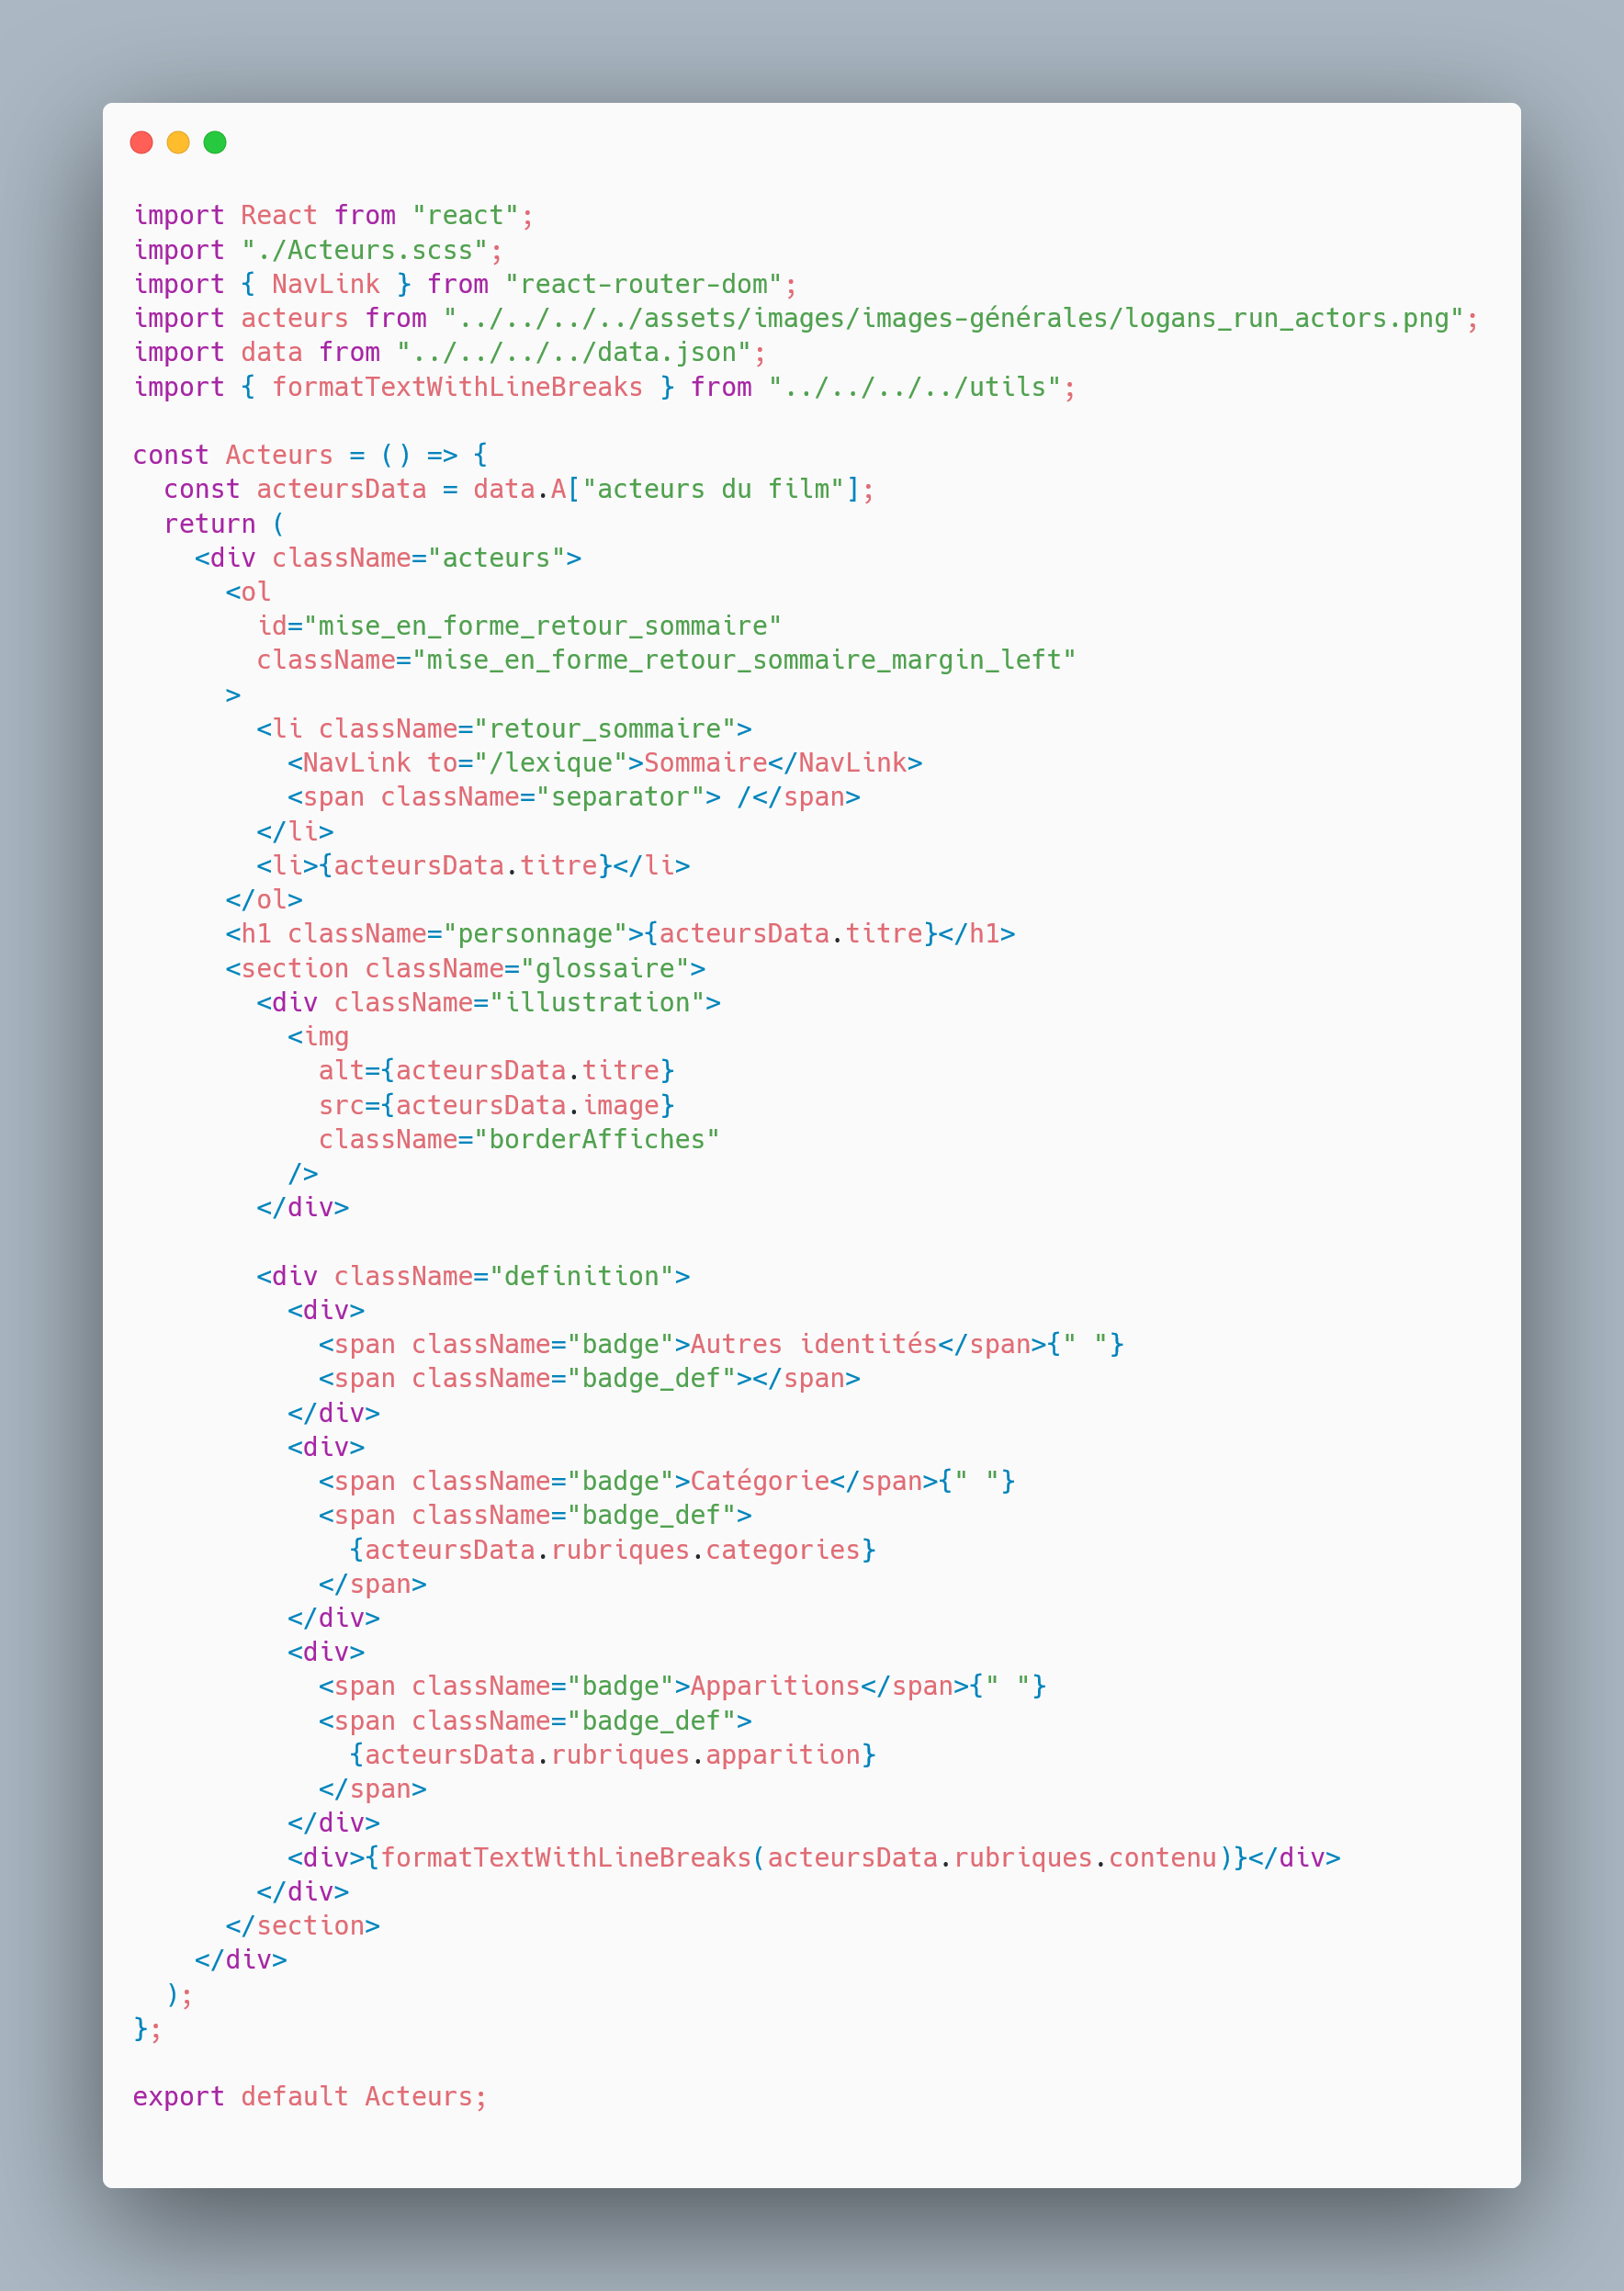 import React from "react";
import "./Acteurs.scss";
import { NavLink } from "react-router-dom";
import acteurs from "../../../../assets/images/images-générales/logans_run_actors.png";
import data from "../../../../data.json";
import { formatTextWithLineBreaks } from "../../../../utils";

const Acteurs = () => {
  const acteursData = data.A["acteurs du film"];
  return (
    <div className="acteurs">
      <ol
        id="mise_en_forme_retour_sommaire"
        className="mise_en_forme_retour_sommaire_margin_left"
      >
        <li className="retour_sommaire">
          <NavLink to="/lexique">Sommaire</NavLink>
          <span className="separator"> /</span>
        </li>
        <li>{acteursData.titre}</li>
      </ol>
      <h1 className="personnage">{acteursData.titre}</h1>
      <section className="glossaire">
        <div className="illustration">
          <img
            alt={acteursData.titre}
            src={acteursData.image}
            className="borderAffiches"
          />
        </div>

        <div className="definition">
          <div>
            <span className="badge">Autres identités</span>{" "}
            <span className="badge_def"></span>
          </div>
          <div>
            <span className="badge">Catégorie</span>{" "}
            <span className="badge_def">
              {acteursData.rubriques.categories}
            </span>
          </div>
          <div>
            <span className="badge">Apparitions</span>{" "}
            <span className="badge_def">
              {acteursData.rubriques.apparition}
            </span>
          </div>
          <div>{formatTextWithLineBreaks(acteursData.rubriques.contenu)}</div>
        </div>
      </section>
    </div>
  );
};

export default Acteurs;